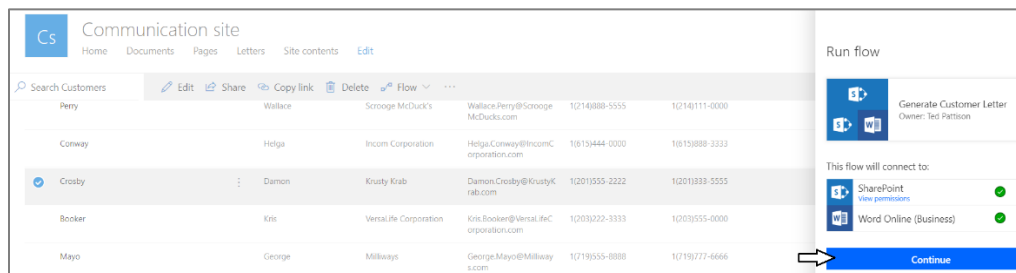 Cs
Communication site
Home Documents Pages Letters Site contents Edit
Search Customers Edit Share Copy link Delete Flow ...
Perry Wallace Scrooge McDuck's Wallace.Perry@Scrooge 1(214)888-5555 1(214)111-0000
McDucks.com
Conway Helga Incom Corporation Helga.Conway@IncomC 1(615)444-0000 1(615)888-3333
orporation.com
Crosby Damon Krusty Krab Damon.Crosby@KrustyK 1(201)555-2222 1(201)333-5555
rab.com
Booker Kris VersaLife Corporation Kris.Booker@VersaLifeC 1(203)222-3333 1(203)555-0000
orporation.com
Mayo George Milliways George.Mayo@Milliway 1(719)555-8888 1(719)777-6666
s.com
Run flow
Generate Customer Letter
Owner: Ted Pattison
This flow will connect to:
SharePoint
View permissions
Word Online (Business)
Continue